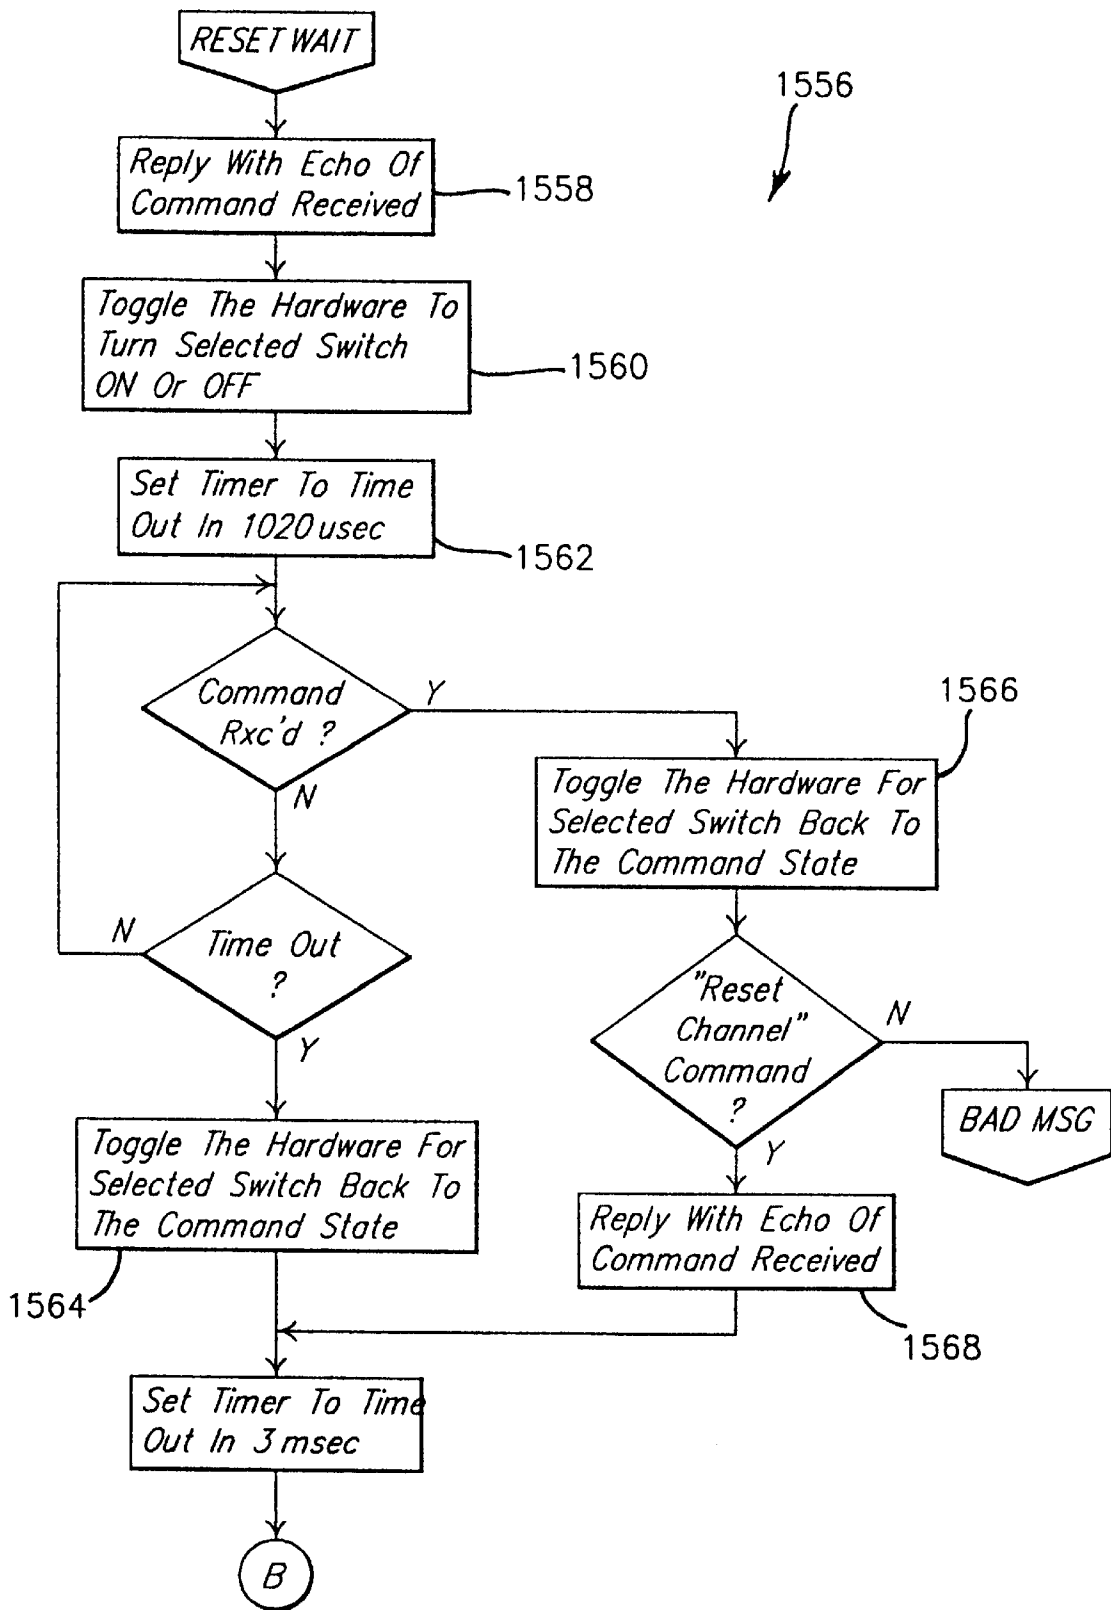 RESET WAIT
1556
Reply With Echo Of
Command Received
1558
Toggle The Hardware To
Turn Selected Switch
ON Or OFF
1560
Set Timer To Time
Out In 1020 usec
1562
Command
Rxc'd ?
Y
N
1566
Toggle The Hardware For
Selected Switch Back To
The Command State
Time Out
?
N
Y
"Reset
Channel"
Command
?
N
Y
BAD MSG
Toggle The Hardware For
Selected Switch Back To
The Command State
1564
Reply With Echo Of
Command Received
1568
Set Timer To Time
Out In 3 msec
B